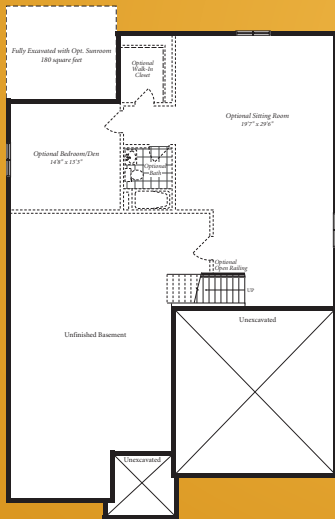 Fully Excavated with Opt. Sunroom
180 square feet
Optional
Walk-In
Closet
Optional Sitting Room
19'7" x 29'6"
Optional Bedroom/Den
14'8" x 13'3"
Optional
Bath
Optional
Open Railing
UP
Unfinished Basement
Unexcavated
Unexcavated